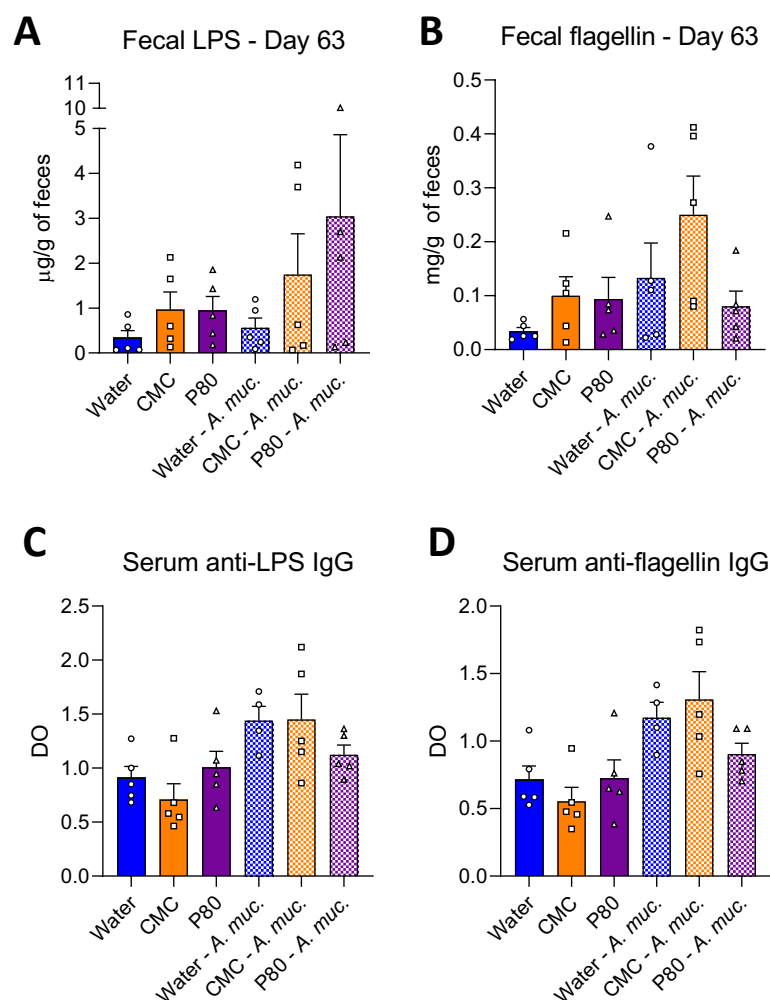 A
Fecal LPS - Day 63
11
10
5
4
3
2
1
0
µg/g of feces
Water
CMC
P80
Water - A. muc.
CMC - A. muc.
P80 - A. muc.
B
Fecal flagellin - Day 63
0.5
0.4
0.3
0.2
0.1
0.0
mg/g of feces
Water
CMC
P80
Water - A. muc.
CMC - A. muc.
P80 - A. muc.
C
Serum anti-LPS IgG
2.5
2.0
1.5
1.0
0.5
0.0
DO
Water
CMC
P80
Water - A. muc.
CMC - A. muc.
P80 - A. muc.
D
Serum anti-flagellin IgG
2.0
1.5
1.0
0.5
0.0
DO
Water
CMC
P80
Water - A. muc.
CMC - A. muc.
P80 - A. muc.